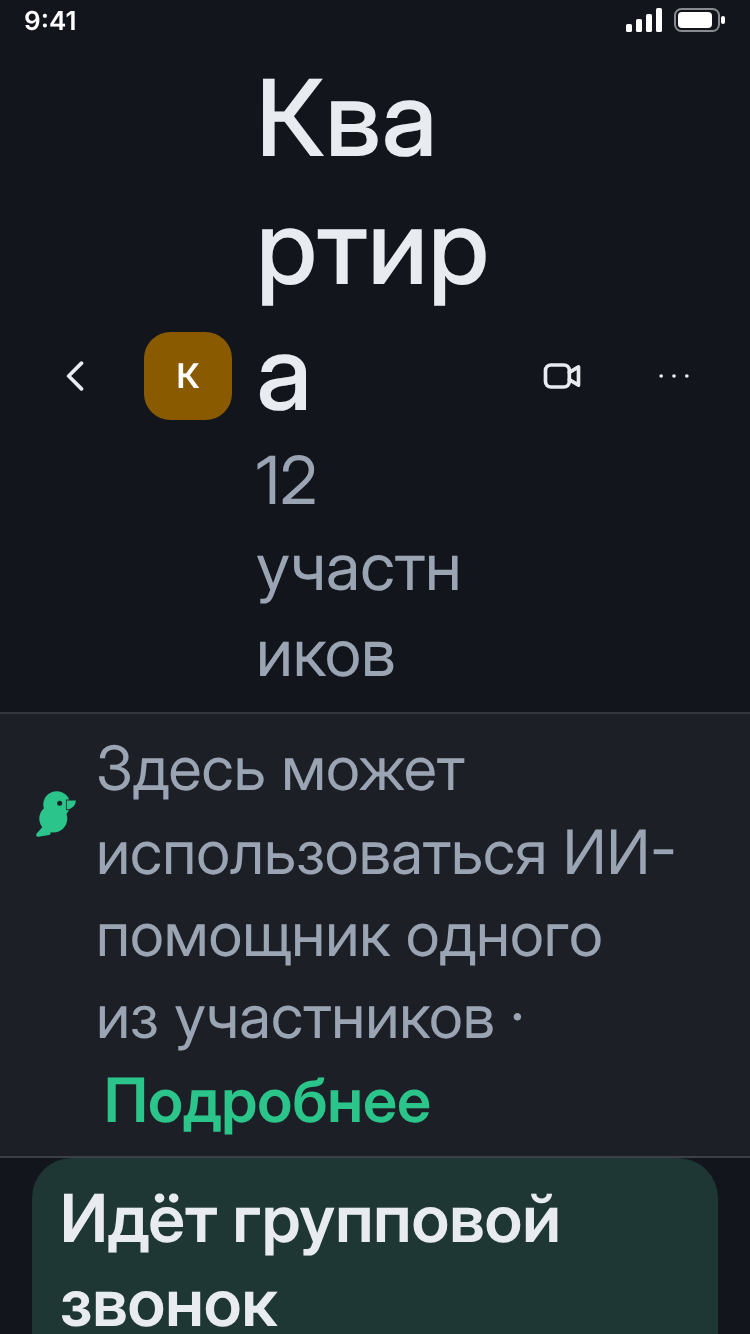 9:41
Ква
ртир
а
К
12
участн
иков
Здесь может
использоваться ИИ-
помощник одного
из участников ·
Подробнее
Идёт групповой
звонок